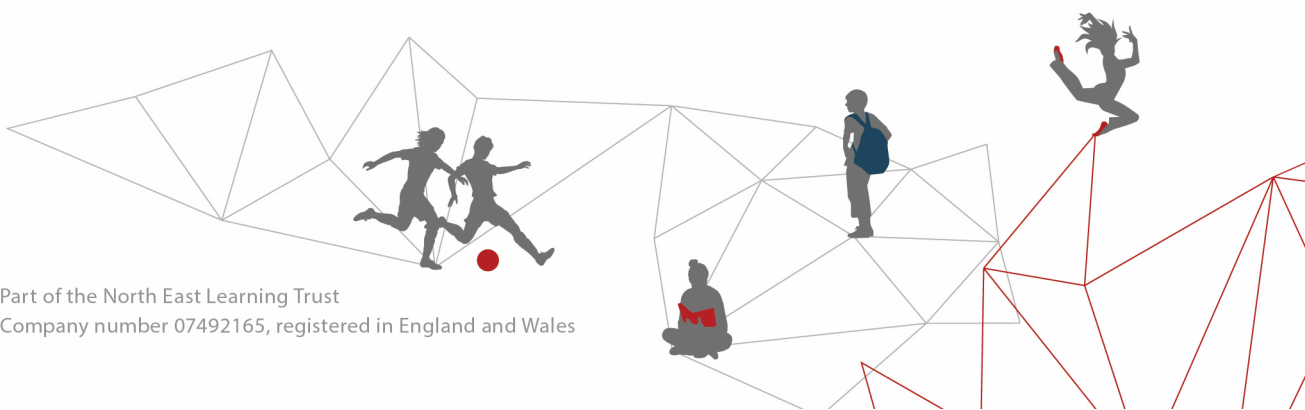 Part of the North East Learning Trust
Company number 07492165, registered in England and Wales